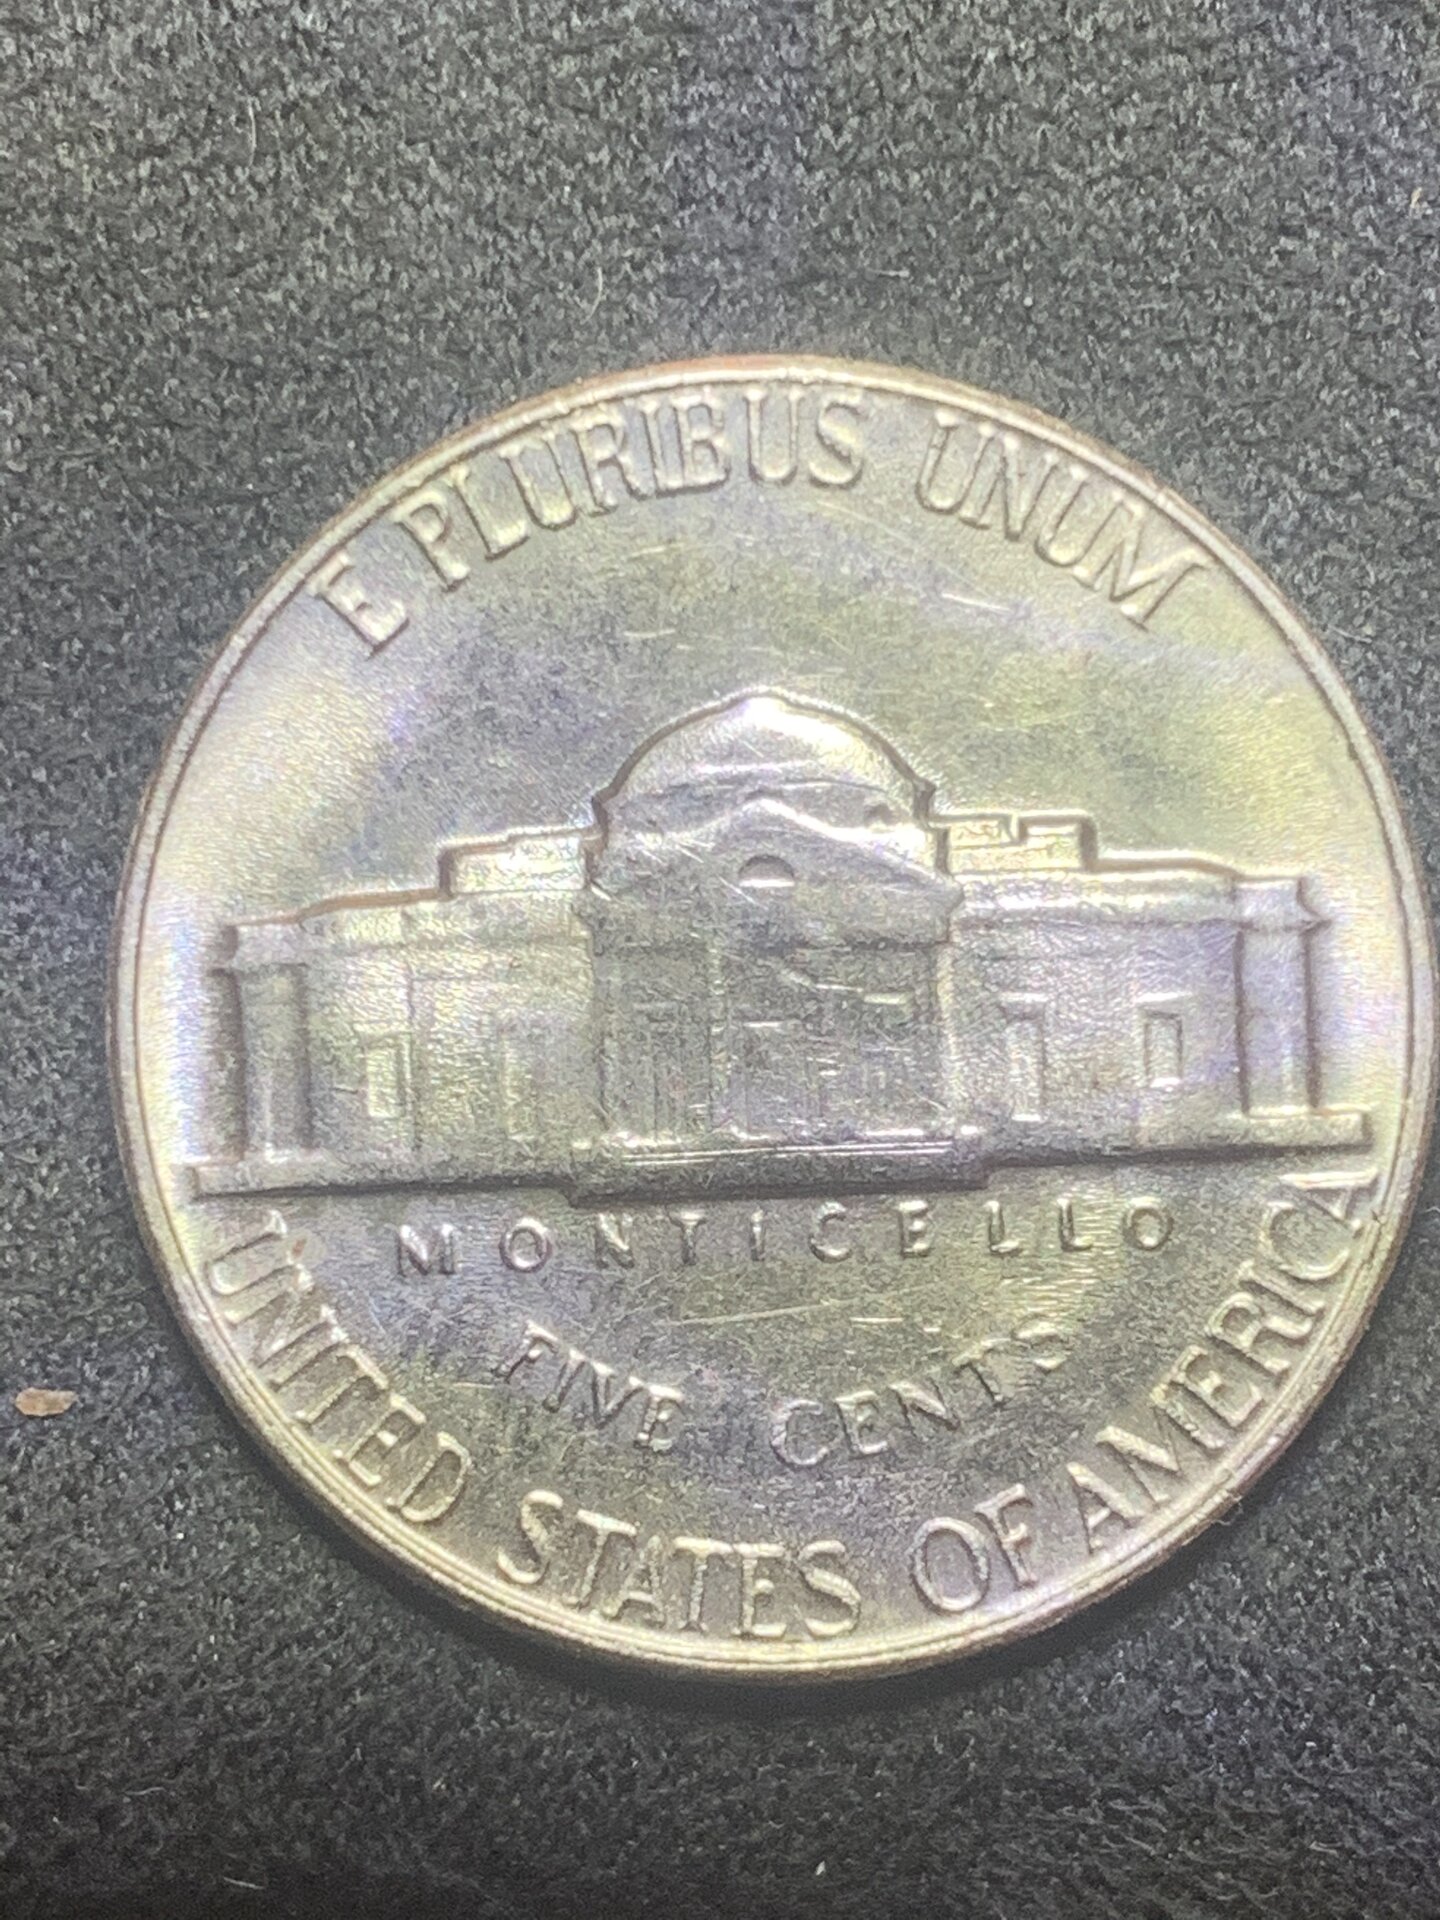 E PLURIBUS UNUM
MONTICELLO
FIVE CENTS
UNITED STATES OF AMERICA